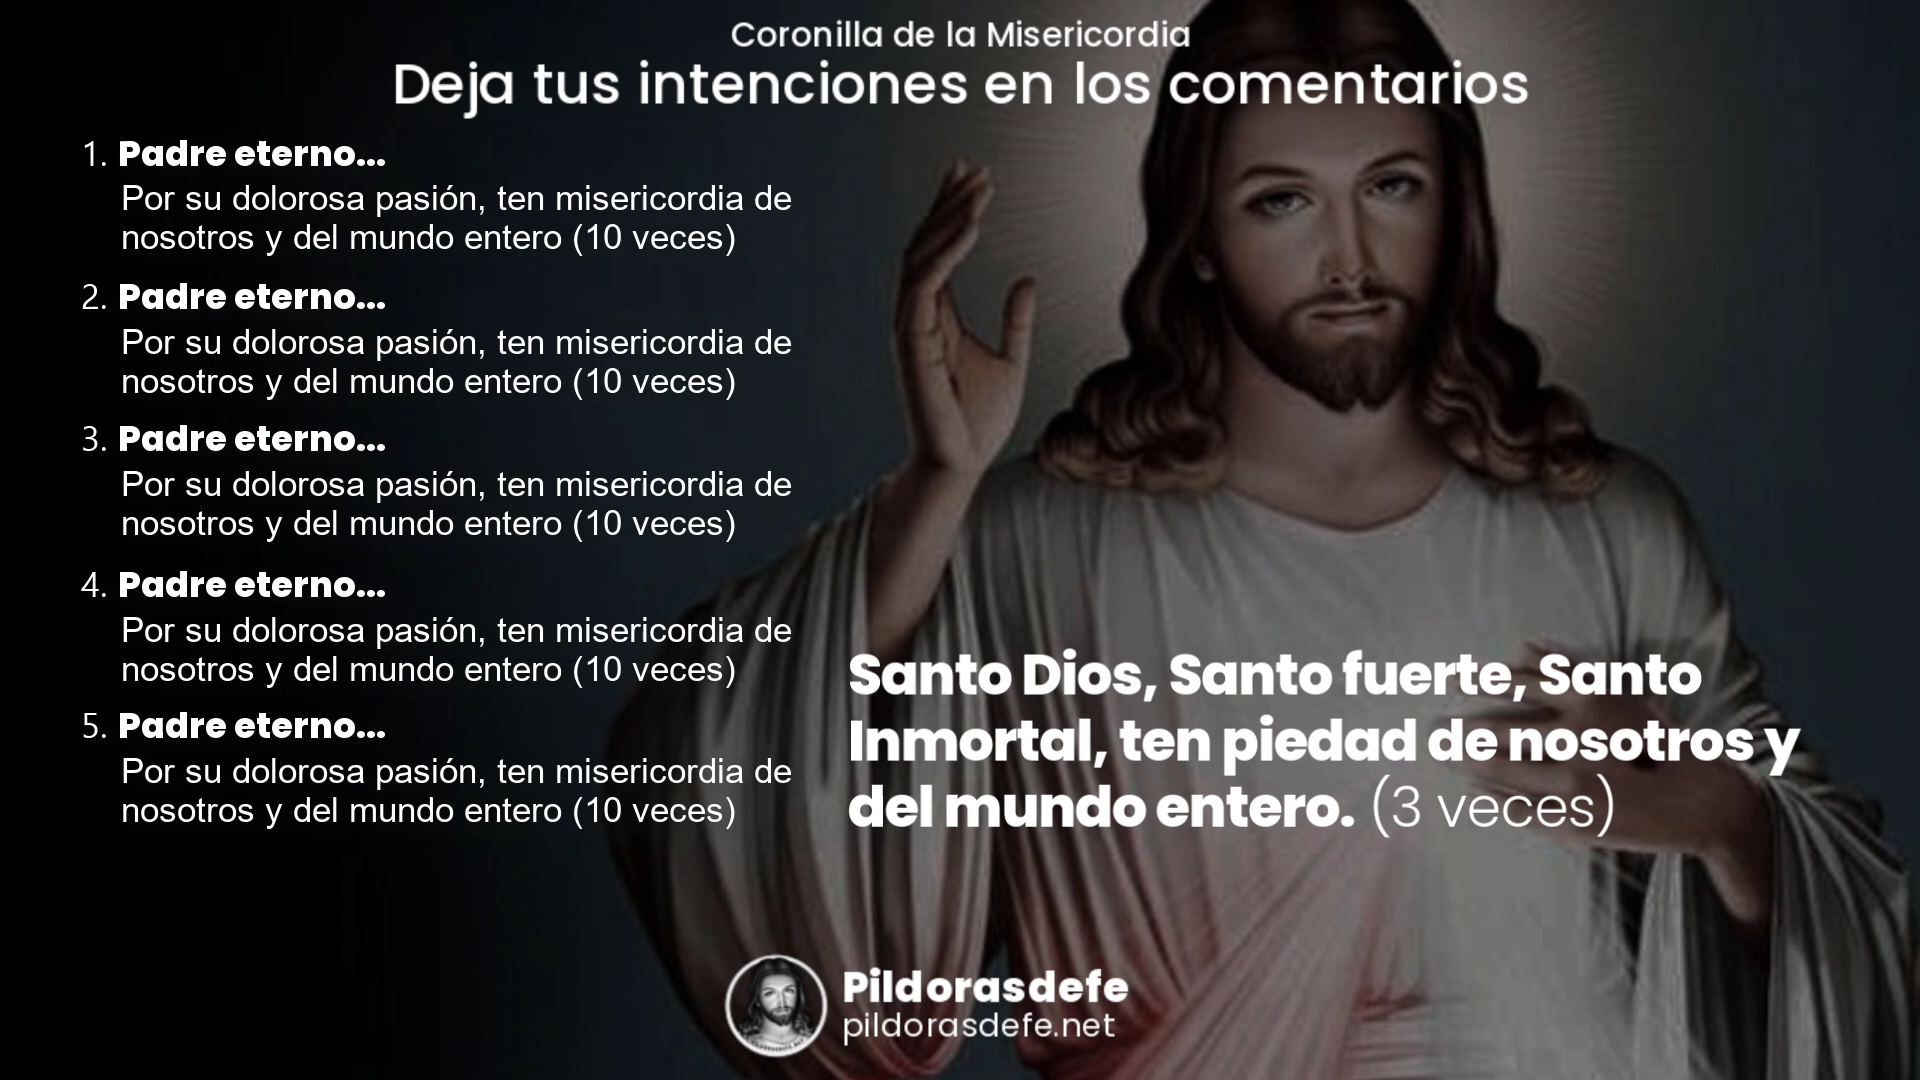 Coronilla de la Misericordia
Deja tus intenciones en los comentarios
1. Padre eterno...
Por su dolorosa pasión, ten misericordia de
nosotros y del mundo entero (10 veces)
2. Padre eterno...
Por su dolorosa pasión, ten misericordia de
nosotros y del mundo entero (10 veces)
3. Padre eterno...
Por su dolorosa pasión, ten misericordia de
nosotros y del mundo entero (10 veces)
4. Padre eterno...
Por su dolorosa pasión, ten misericordia de
nosotros y del mundo entero (10 veces)
5. Padre eterno...
Por su dolorosa pasión, ten misericordia de
nosotros y del mundo entero (10 veces)
Santo Dios, Santo fuerte, Santo
Inmortal, ten piedad de nosotros y
del mundo entero. (3 veces)
Pildorasdefe
pildorasdefe.net